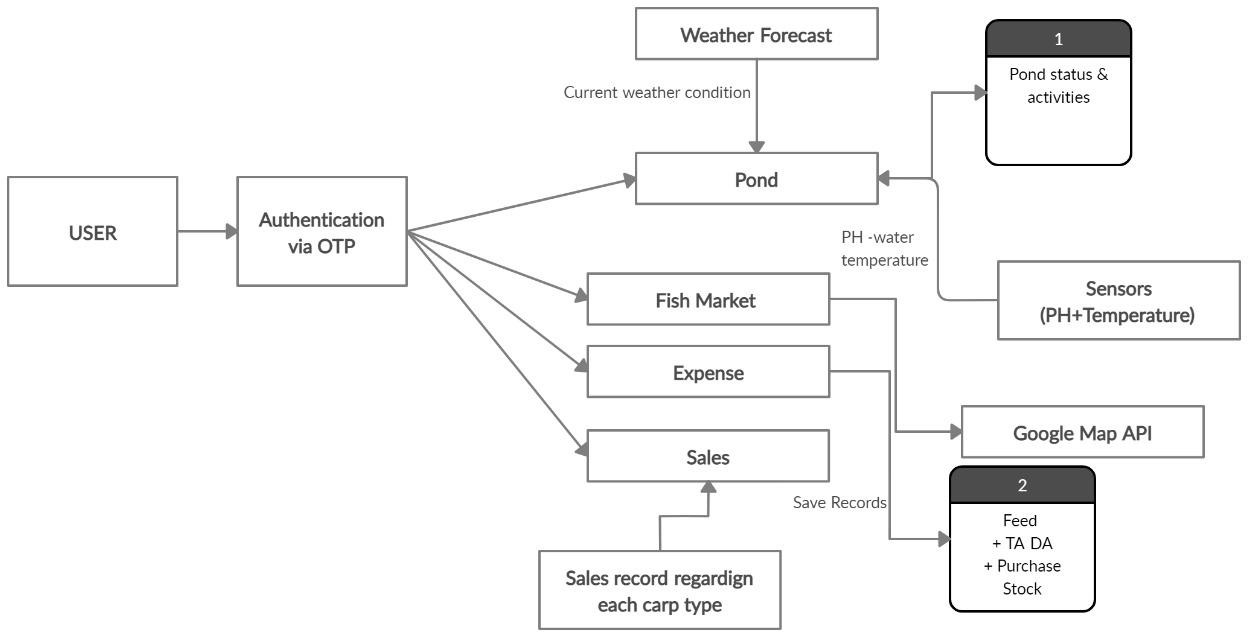 Weather Forecast
1
Pond status &
activities
Current weather condition
Pond
USER
Authentication
via OTP
PH -water
temperature
Sensors
(PH+Temperature)
Fish Market
Expense
Google Map API
Sales
2
Save Records
Feed
+ TA DA
+ Purchase
Stock
Sales record regardign
each carp type